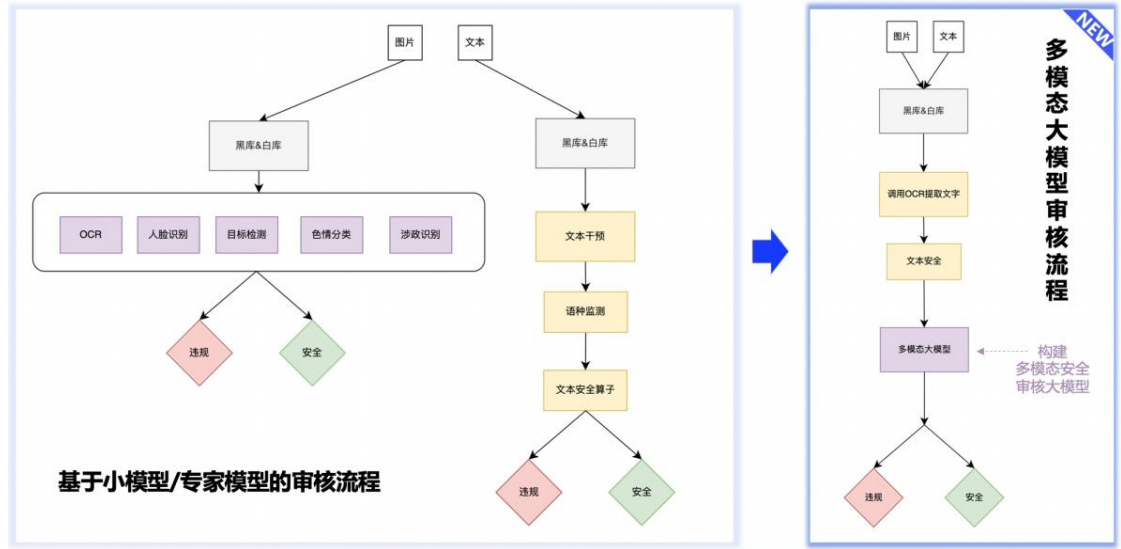 图片
文本
黑库&白库
黑库&白库
OCR
人脸识别
目标检测
色情分类
涉政识别
文本干预
语种监测
违规
安全
文本安全算子
违规
安全
基于小模型/专家模型的审核流程
NEW
图片
文本
多模态大模型审核流程
黑库&白库
调用OCR提取文字
文本安全
多模态大模型
构建
多模态安全
审核大模型
违规
安全